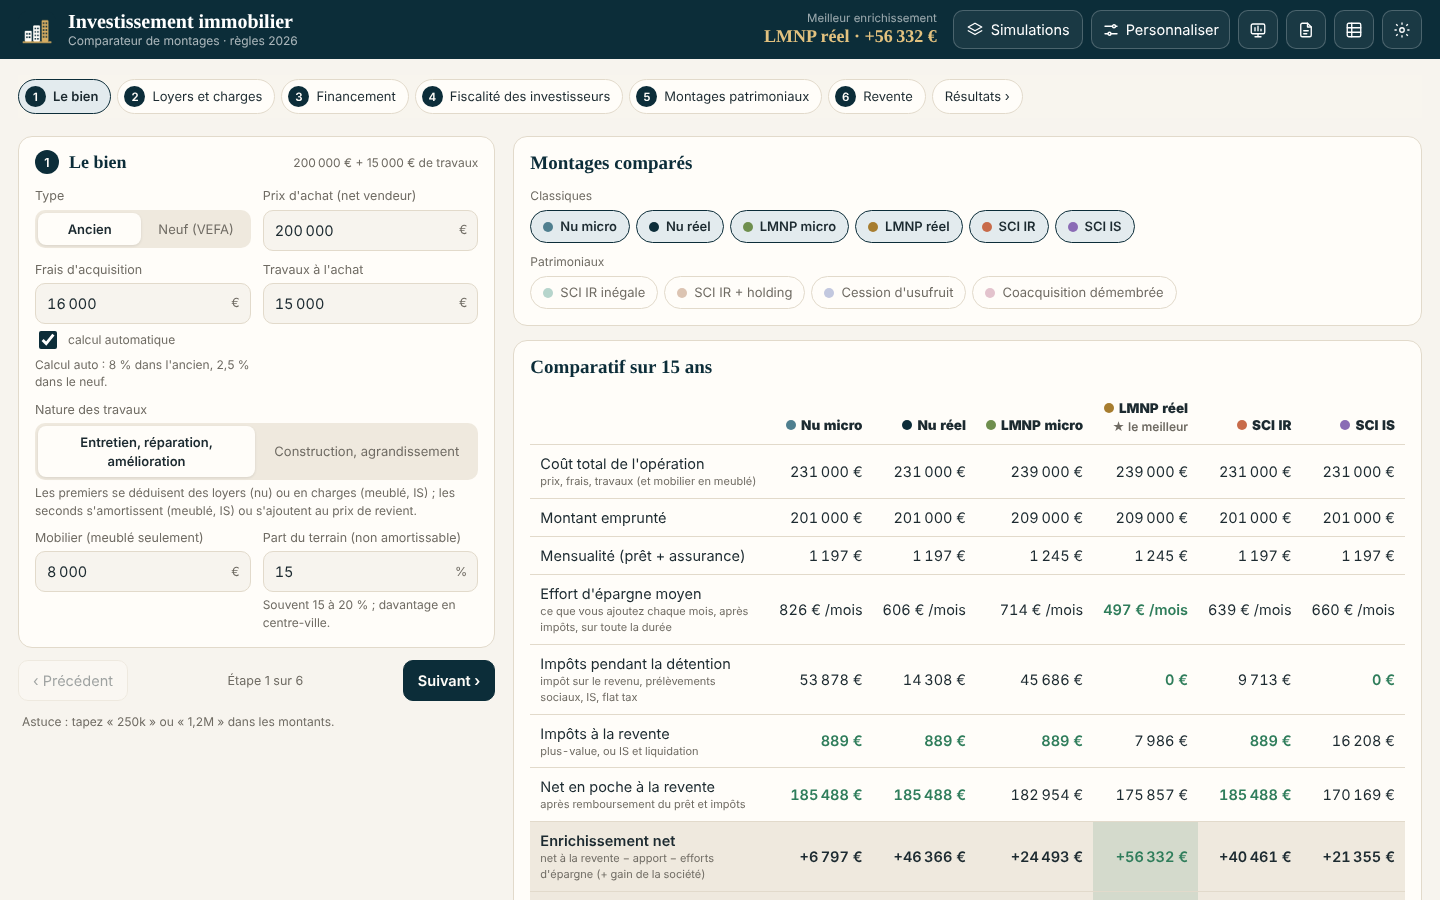 Investissement immobilier
Comparateur de montages · règles 2026
Meilleur enrichissement
LMNP réel · +56 332 €
Simulations
Personnaliser
1 Le bien
2 Loyers et charges
3 Financement
4 Fiscalité des investisseurs
5 Montages patrimoniaux
6 Revente
Résultats ›
1 Le bien
200 000 € + 15 000 € de travaux
Type
Prix d'achat (net vendeur)
Ancien
Neuf (VEFA)
200 000 €
Frais d'acquisition
Travaux à l'achat
16 000 €
15 000 €
calcul automatique
Calcul auto : 8 % dans l'ancien, 2,5 %
dans le neuf.
Nature des travaux
Entretien, réparation,
amélioration
Construction, agrandissement
Les premiers se déduisent des loyers (nu) ou en charges (meublé, IS) ; les
seconds s'amortissent (meublé, IS) ou s'ajoutent au prix de revient.
Mobilier (meublé seulement)
Part du terrain (non amortissable)
8 000 €
15 %
Souvent 15 à 20 % ; davantage en
centre-ville.
‹ Précédent
Étape 1 sur 6
Suivant ›
Astuce : tapez « 250k » ou « 1,2M » dans les montants.
Montages comparés
Classiques
Nu micro
Nu réel
LMNP micro
LMNP réel
SCI IR
SCI IS
Patrimoniaux
SCI IR inégale
SCI IR + holding
Cession d'usufruit
Coacquisition démembrée
Comparatif sur 15 ans
Nu micro
Nu réel
LMNP micro
LMNP réel
★ le meilleur
SCI IR
SCI IS
Coût total de l'opération
prix, frais, travaux (et mobilier en meublé)
231 000 € 231 000 € 239 000 € 239 000 € 231 000 € 231 000 €
Montant emprunté 201 000 € 201 000 € 209 000 € 209 000 € 201 000 € 201 000 €
Mensualité (prêt + assurance) 1 197 € 1 197 € 1 245 € 1 245 € 1 197 € 1 197 €
Effort d'épargne moyen
ce que vous ajoutez chaque mois, après
impôts, sur toute la durée
826 € /mois 606 € /mois 714 € /mois 497 € /mois 639 € /mois 660 € /mois
Impôts pendant la détention
impôt sur le revenu, prélèvements
sociaux, IS, flat tax
53 878 € 14 308 € 45 686 € 0 € 9 713 € 0 €
Impôts à la revente
plus-value, ou IS et liquidation
889 € 889 € 889 € 7 986 € 889 € 16 208 €
Net en poche à la revente
après remboursement du prêt et impôts
185 488 € 185 488 € 182 954 € 175 857 € 185 488 € 170 169 €
Enrichissement net
net à la revente − apport − efforts
d'épargne (+ gain de la société)
+6 797 € +46 366 € +24 493 € +56 332 € +40 461 € +21 355 €